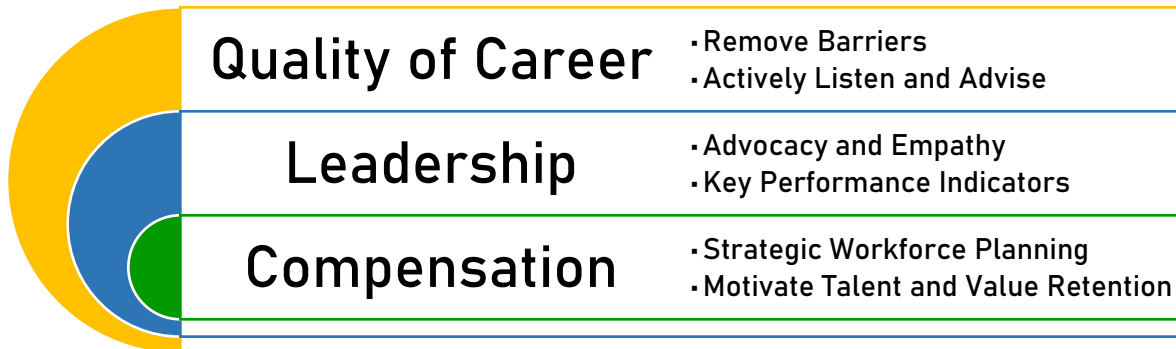 Quality of Career
▪Remove Barriers
▪Actively Listen and Advise
Leadership
▪Advocacy and Empathy
▪Key Performance Indicators
Compensation
▪Strategic Workforce Planning
▪Motivate Talent and Value Retention